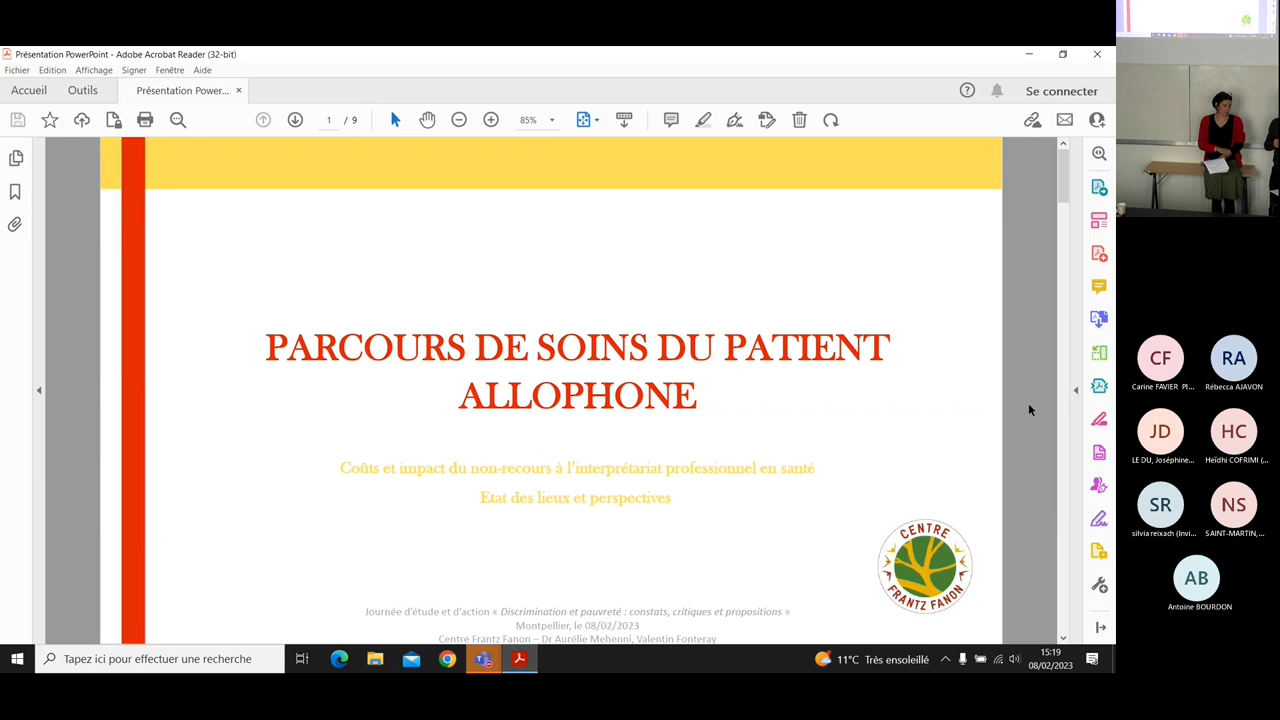 Présentation PowerPoint - Adobe Acrobat Reader (32-bit)
Fichier Edition Affichage Signer Fenêtre Aide
Accueil Outils Présentation Power... × Se connecter
1 / 9 85%
PARCOURS DE SOINS DU PATIENT
ALLOPHONE
Coûts et impact du non-recours à l'interprétariat professionnel en santé
Etat des lieux et perspectives
CENTRE
FRANTZ FANON
Journée d'étude et d'action « Discrimination et pauvreté : constats, critiques et propositions »
Montpellier, le 08/02/2023
Centre Frantz Fanon – Dr Aurélie Mehenni, Valentin Fonteray
CF RA
Carine FAVIER PI... Rébecca AJAVON
JD HC
LE DU, Joséphine... Heïdhi COFRIMI (...
SR NS
silvia reixach (Invi... SAINT-MARTIN,...
AB
Antoine BOURDON
Tapez ici pour effectuer une recherche
11°C Très ensoleillé
15:19
08/02/2023